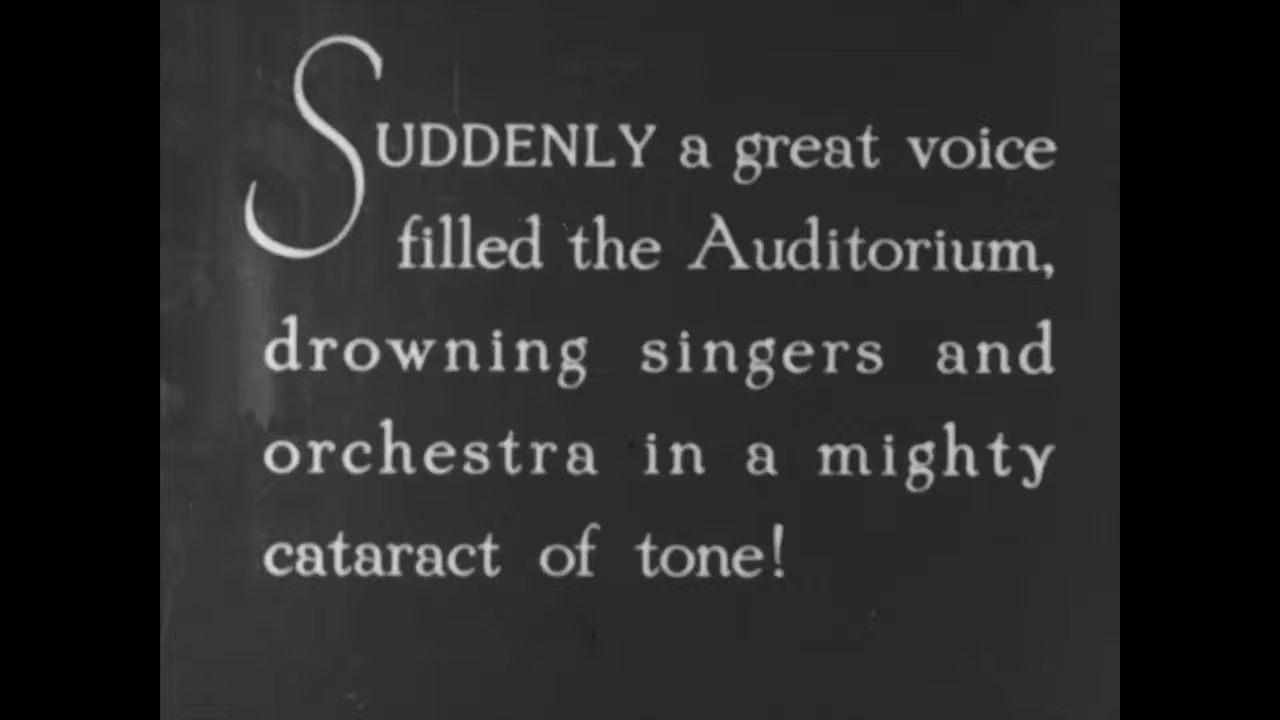 SUDDENLY a great voice
filled the Auditorium,
drowning singers and
orchestra in a mighty
cataract of tone!